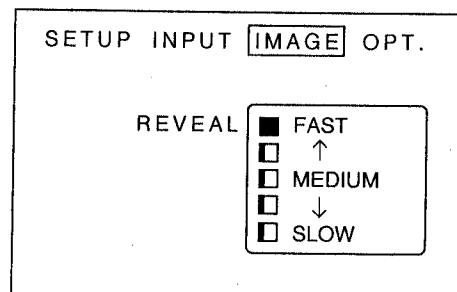 SETUP INPUT IMAGE OPT.
REVEAL FAST
↑
MEDIUM
↓
SLOW